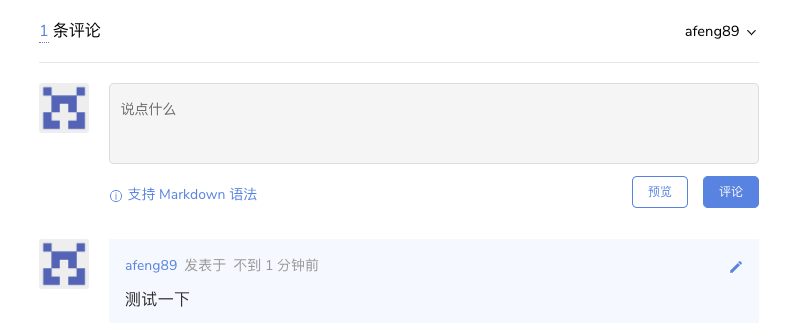 1 条评论
afeng89
说点什么
支持 Markdown 语法
预览
评论
afeng89 发表于 不到 1 分钟前
测试一下